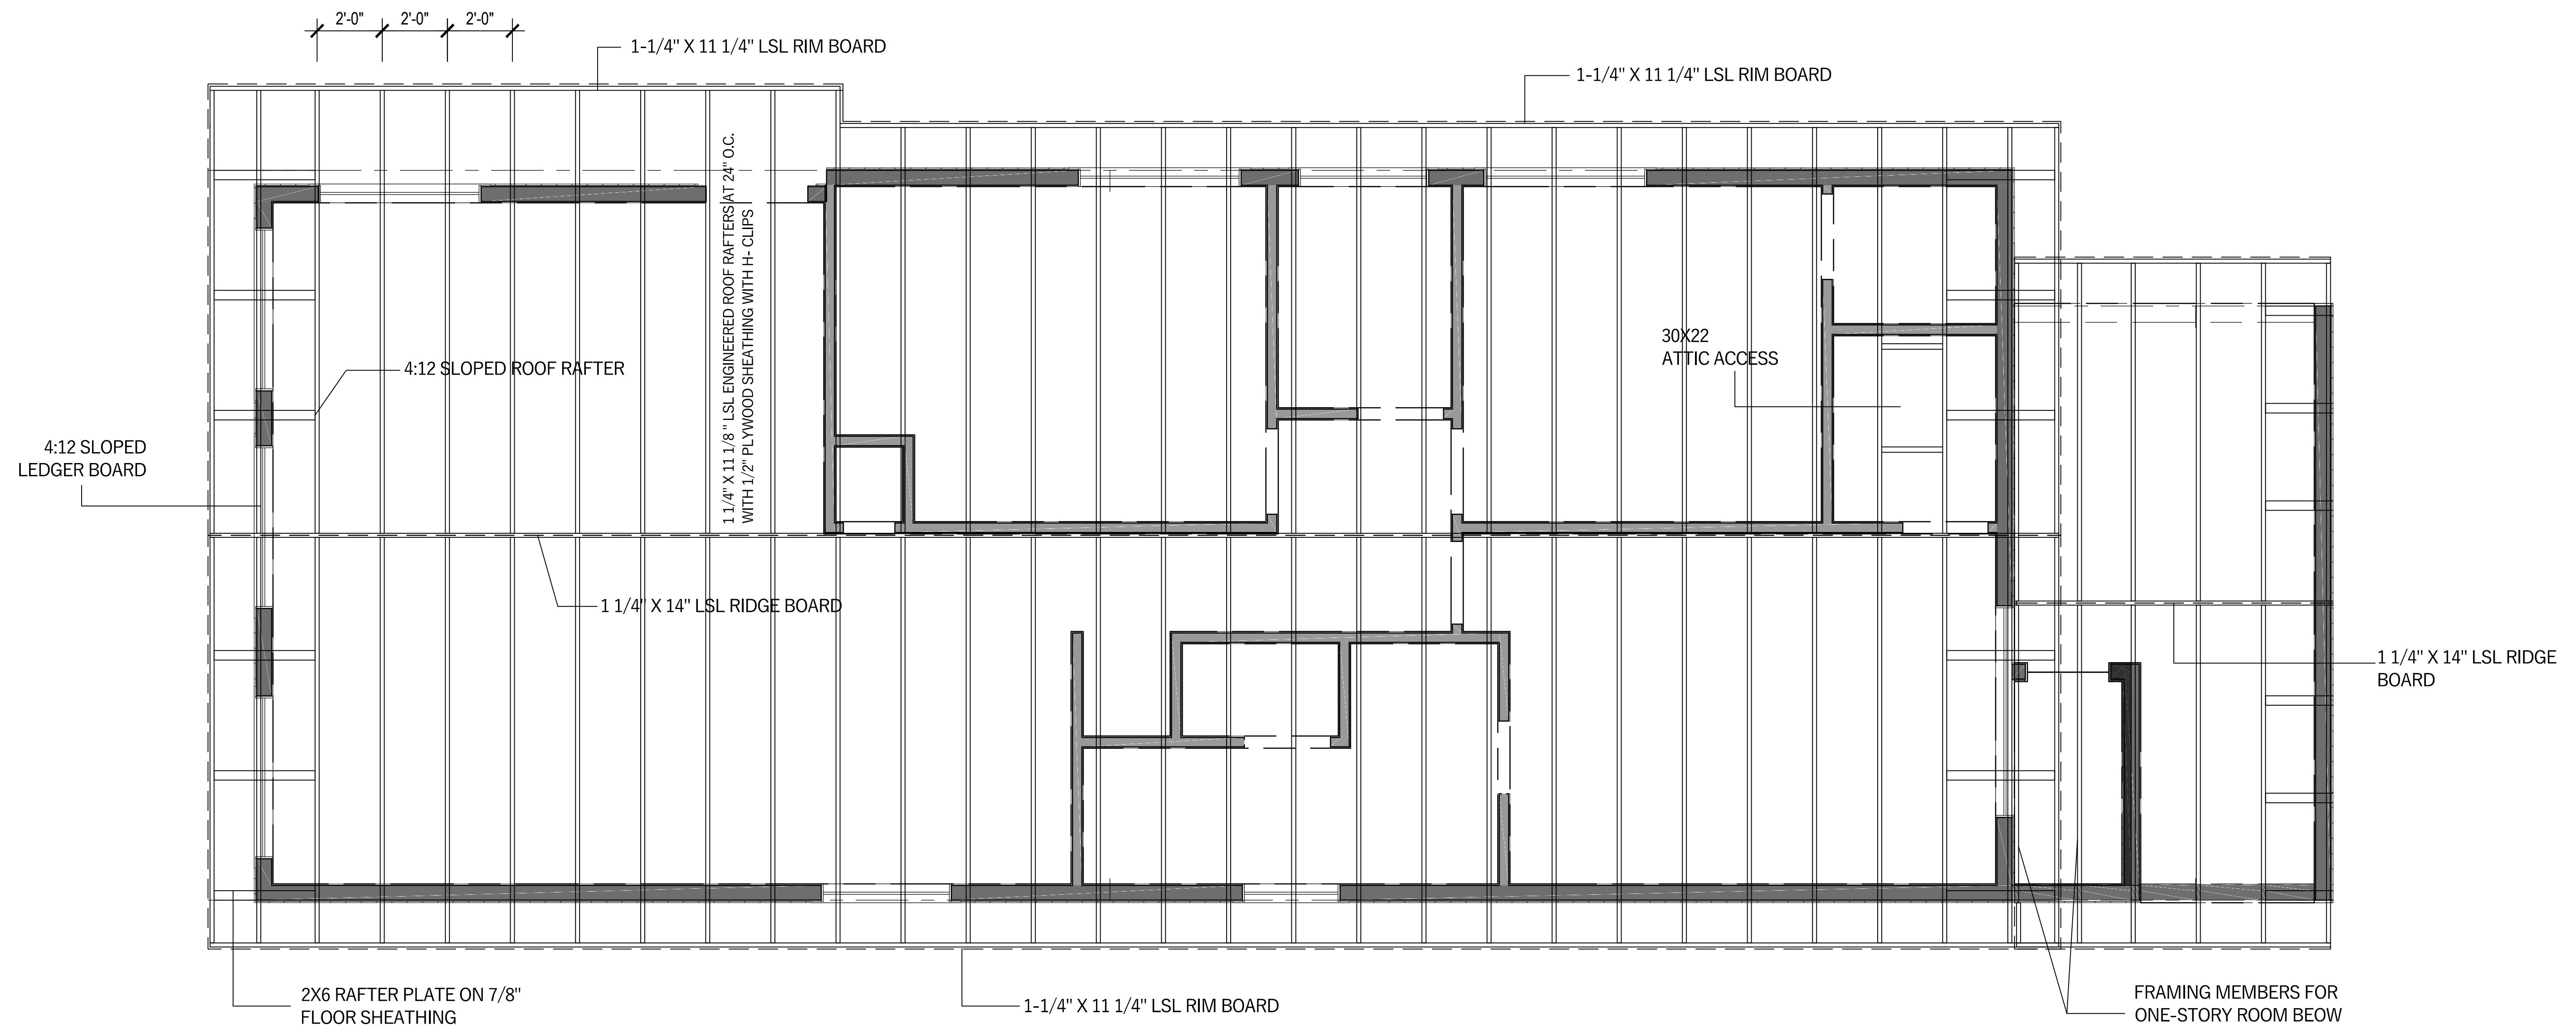 2'-0"
2'-0"
2'-0"
1-1/4" X 11 1/4" LSL RIM BOARD
1-1/4" X 11 1/4" LSL RIM BOARD
1 1/4" X 11 1/8 " LSL ENGINEERED ROOF RAFTERS AT 24" O.C.
WITH 1/2" PLYWOOD SHEATHING WITH H- CLIPS
30X22
ATTIC ACCESS
4:12 SLOPED ROOF RAFTER
4:12 SLOPED
LEDGER BOARD
1 1/4" X 14" LSL RIDGE BOARD
1 1/4" X 14" LSL RIDGE
BOARD
2X6 RAFTER PLATE ON 7/8"
FLOOR SHEATHING
1-1/4" X 11 1/4" LSL RIM BOARD
FRAMING MEMBERS FOR
ONE-STORY ROOM BEOW